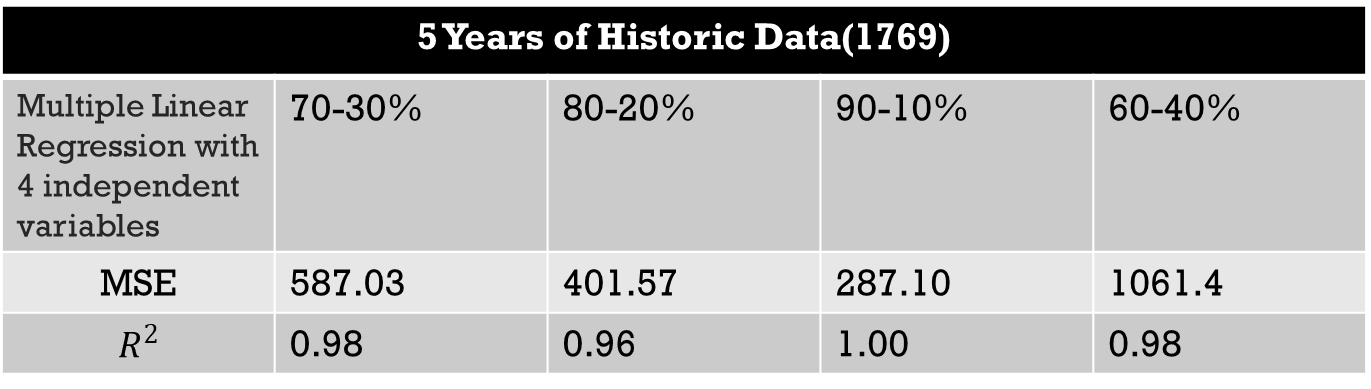 5 Years of Historic Data(1769)
Multiple Linear
Regression with
4 independent
variables
70-30%
80-20%
90-10%
60-40%
MSE
587.03
401.57
287.10
1061.4
R²
0.98
0.96
1.00
0.98